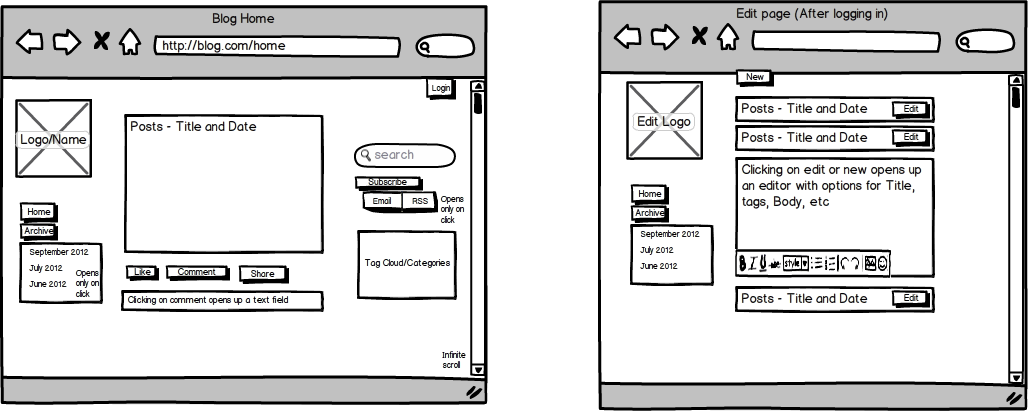 Blog Home
http://blog.com/home
Login
Logo/Name
Posts - Title and Date
search
Subscribe
Email
RSS
Opens
only on
click
Home
Archive
September 2012
July 2012
June 2012
Opens
only on
click
Tag Cloud/Categories
Like
Comment
Share
Clicking on comment opens up a text field
Infinite
scroll
Edit page (After logging in)
New
Edit Logo
Posts - Title and Date
Edit
Posts - Title and Date
Edit
Clicking on edit or new opens up
an editor with options for Title,
tags, Body, etc
Home
Archive
September 2012
July 2012
June 2012
B I U abc style
Posts - Title and Date
Edit